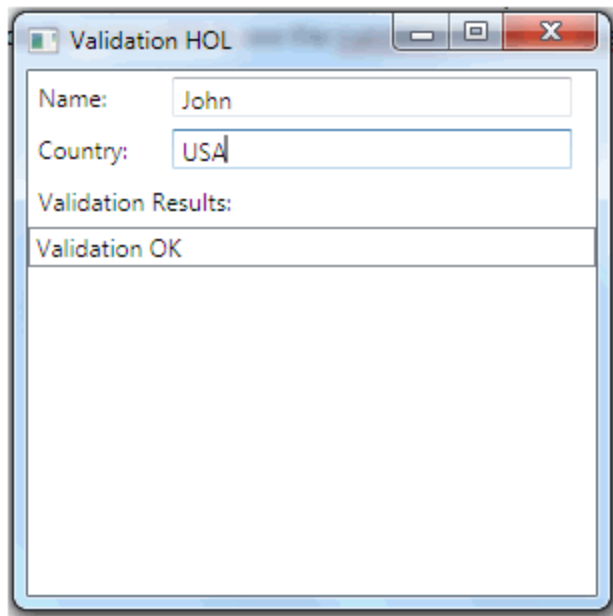 Validation HOL
Name: John
Country: USA
Validation Results:
Validation OK